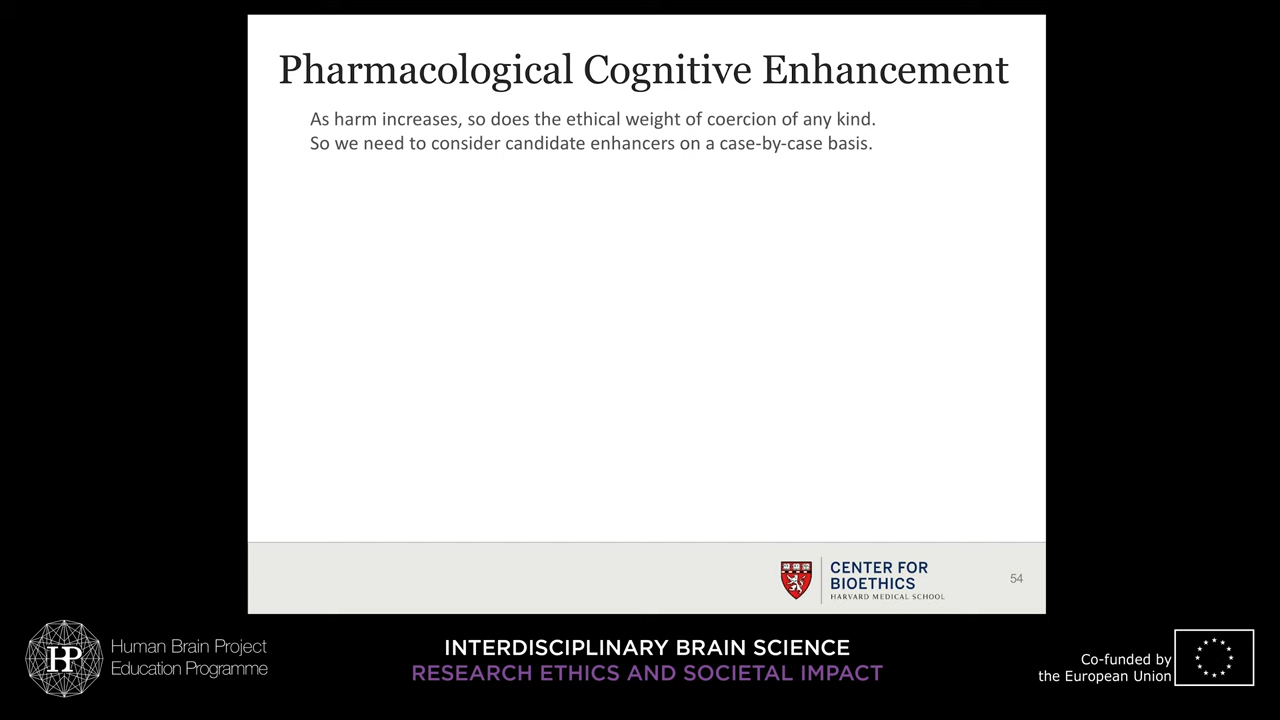 Pharmacological Cognitive Enhancement
As harm increases, so does the ethical weight of coercion of any kind.
So we need to consider candidate enhancers on a case-by-case basis.
CENTER FOR
BIOETHICS
HARVARD MEDICAL SCHOOL
54
HBP
Human Brain Project
Education Programme
INTERDISCIPLINARY BRAIN SCIENCE
RESEARCH ETHICS AND SOCIETAL IMPACT
Co-funded by
the European Union